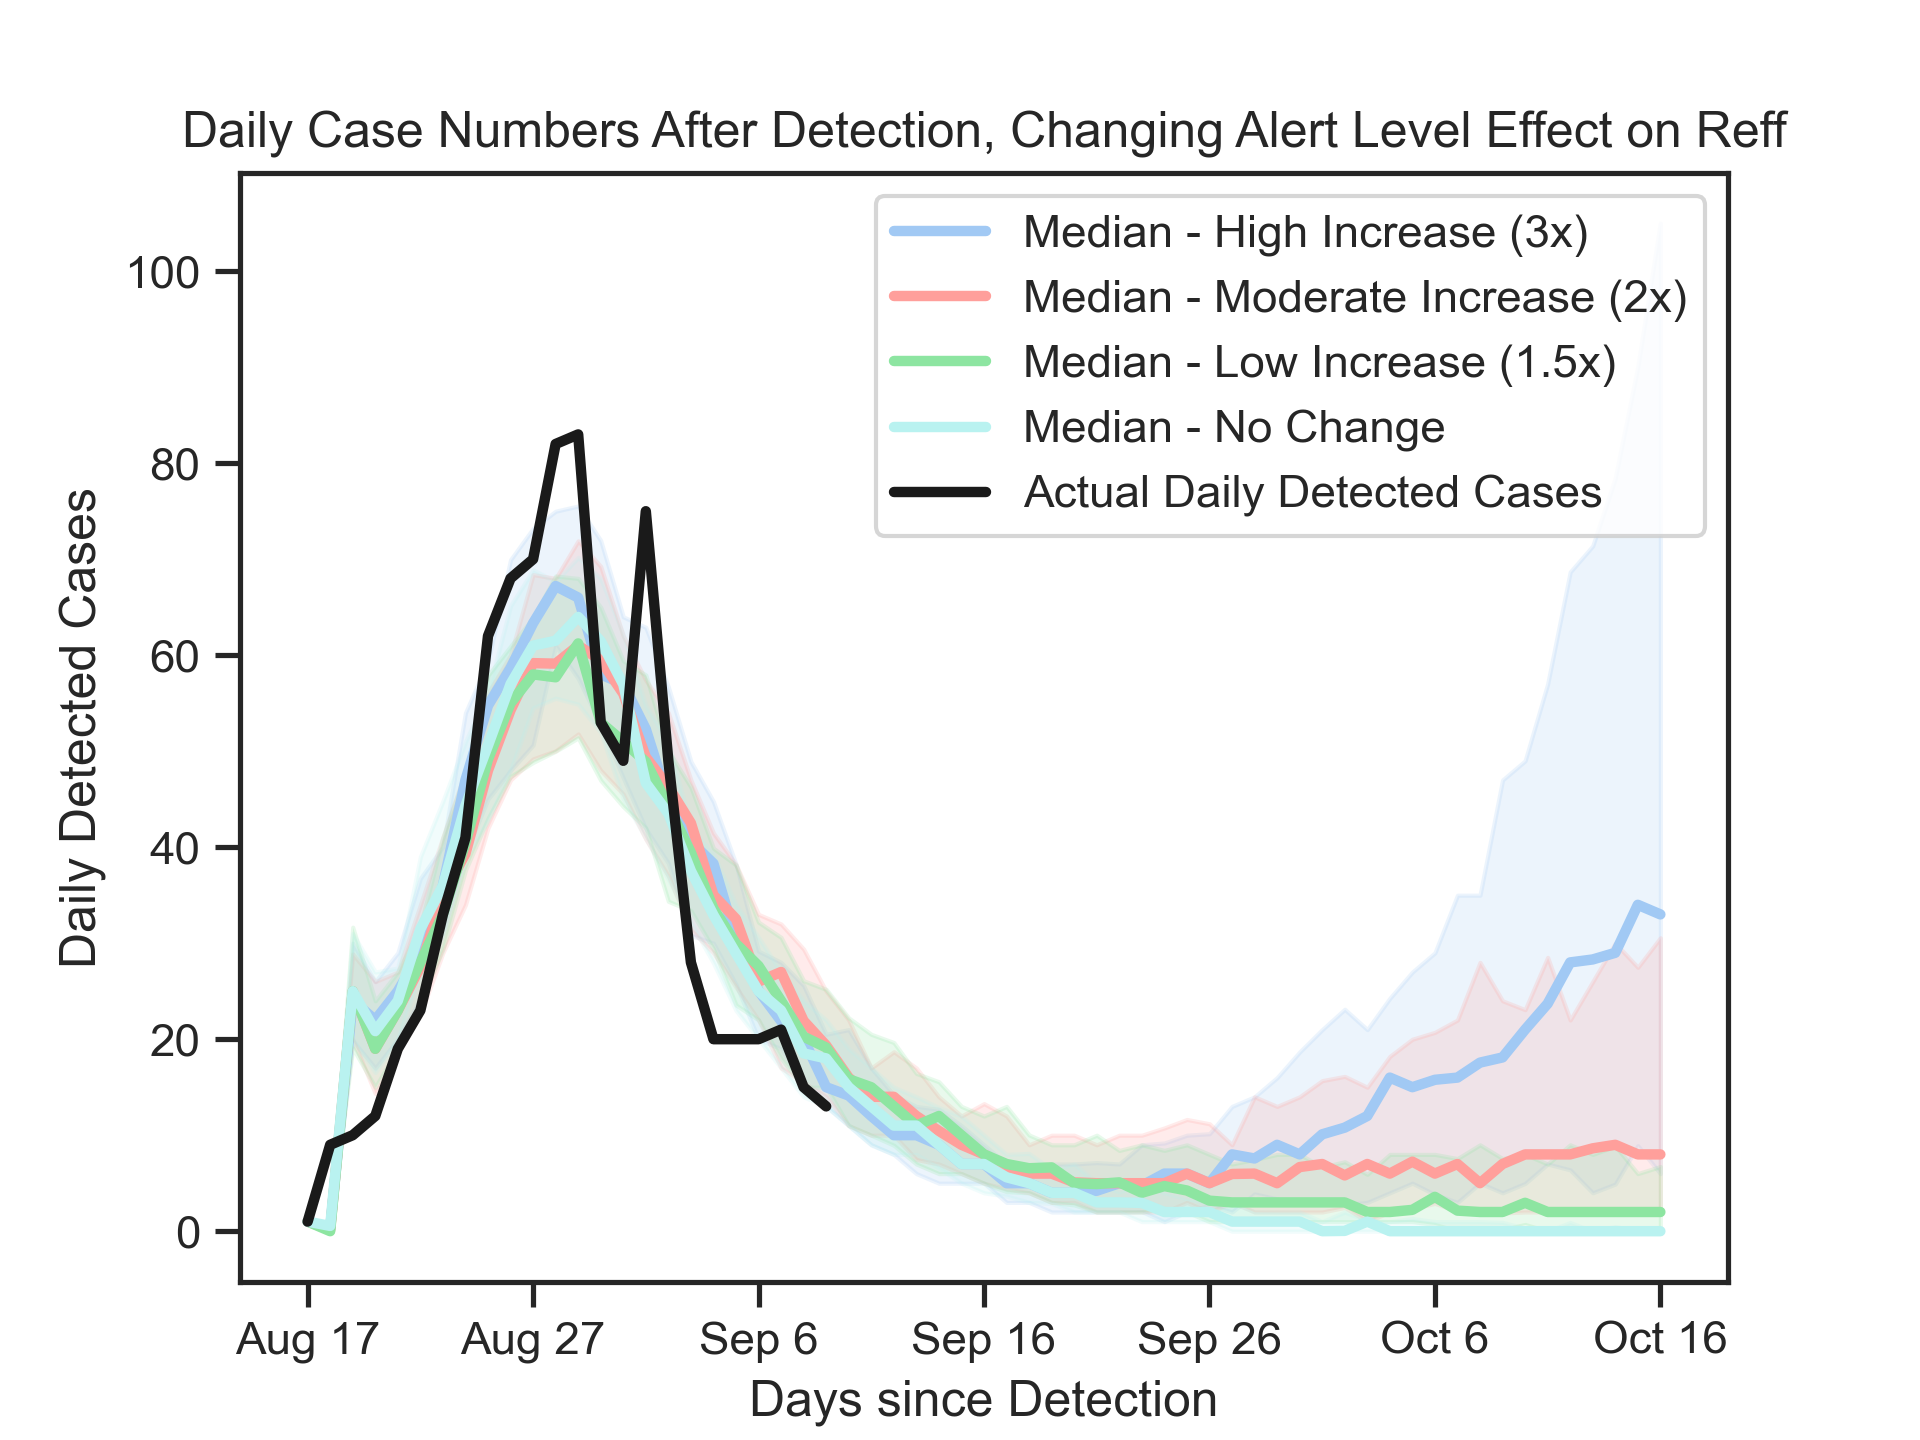 Daily Case Numbers After Detection, Changing Alert Level Effect on Reff
Median - High Increase (3x)
Median - Moderate Increase (2x)
Median - Low Increase (1.5x)
Median - No Change
Actual Daily Detected Cases
Daily Detected Cases
100
80
60
40
20
0
Aug 17 Aug 27 Sep 6 Sep 16 Sep 26 Oct 6 Oct 16
Days since Detection